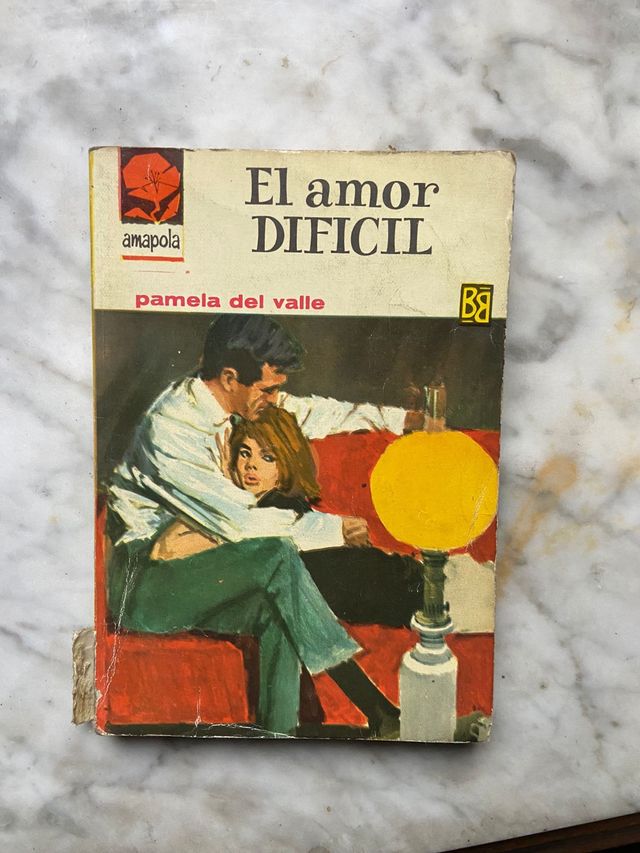 El amor
DIFICIL
amapola
pamela del valle
BB